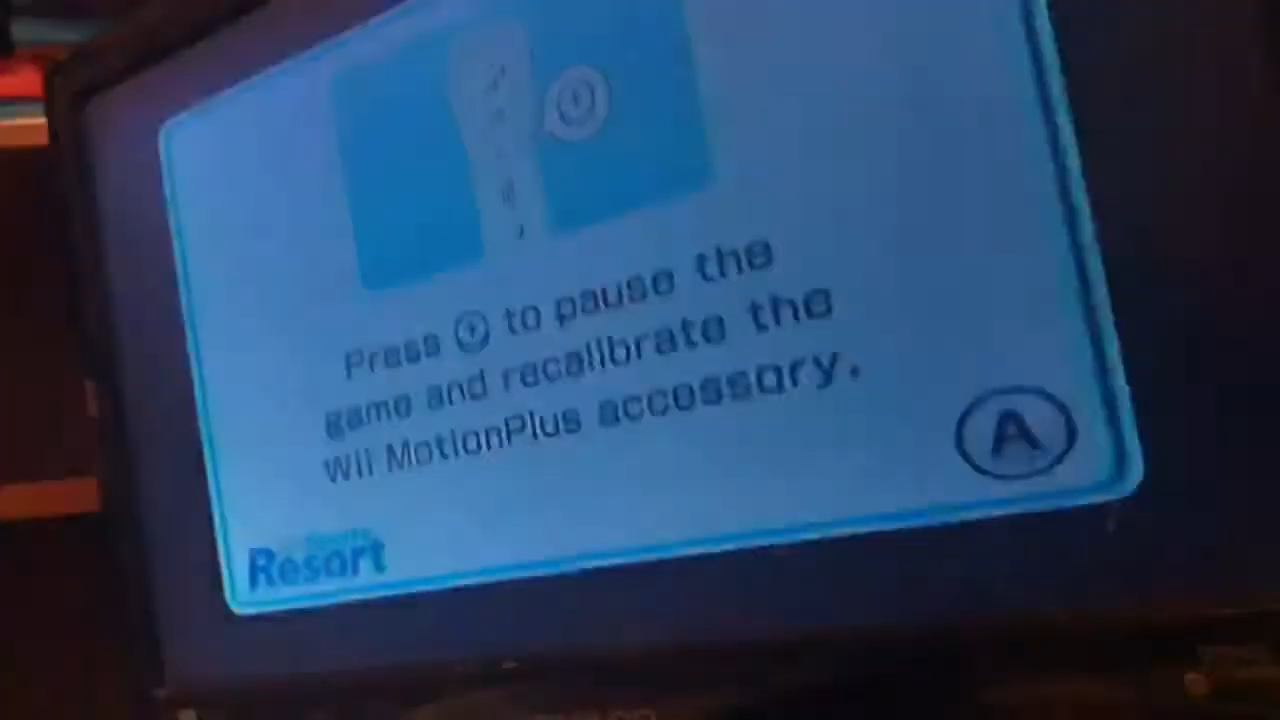 Press to pause the
game and recalibrate the
Wii MotionPlus accessory.
A
Resort